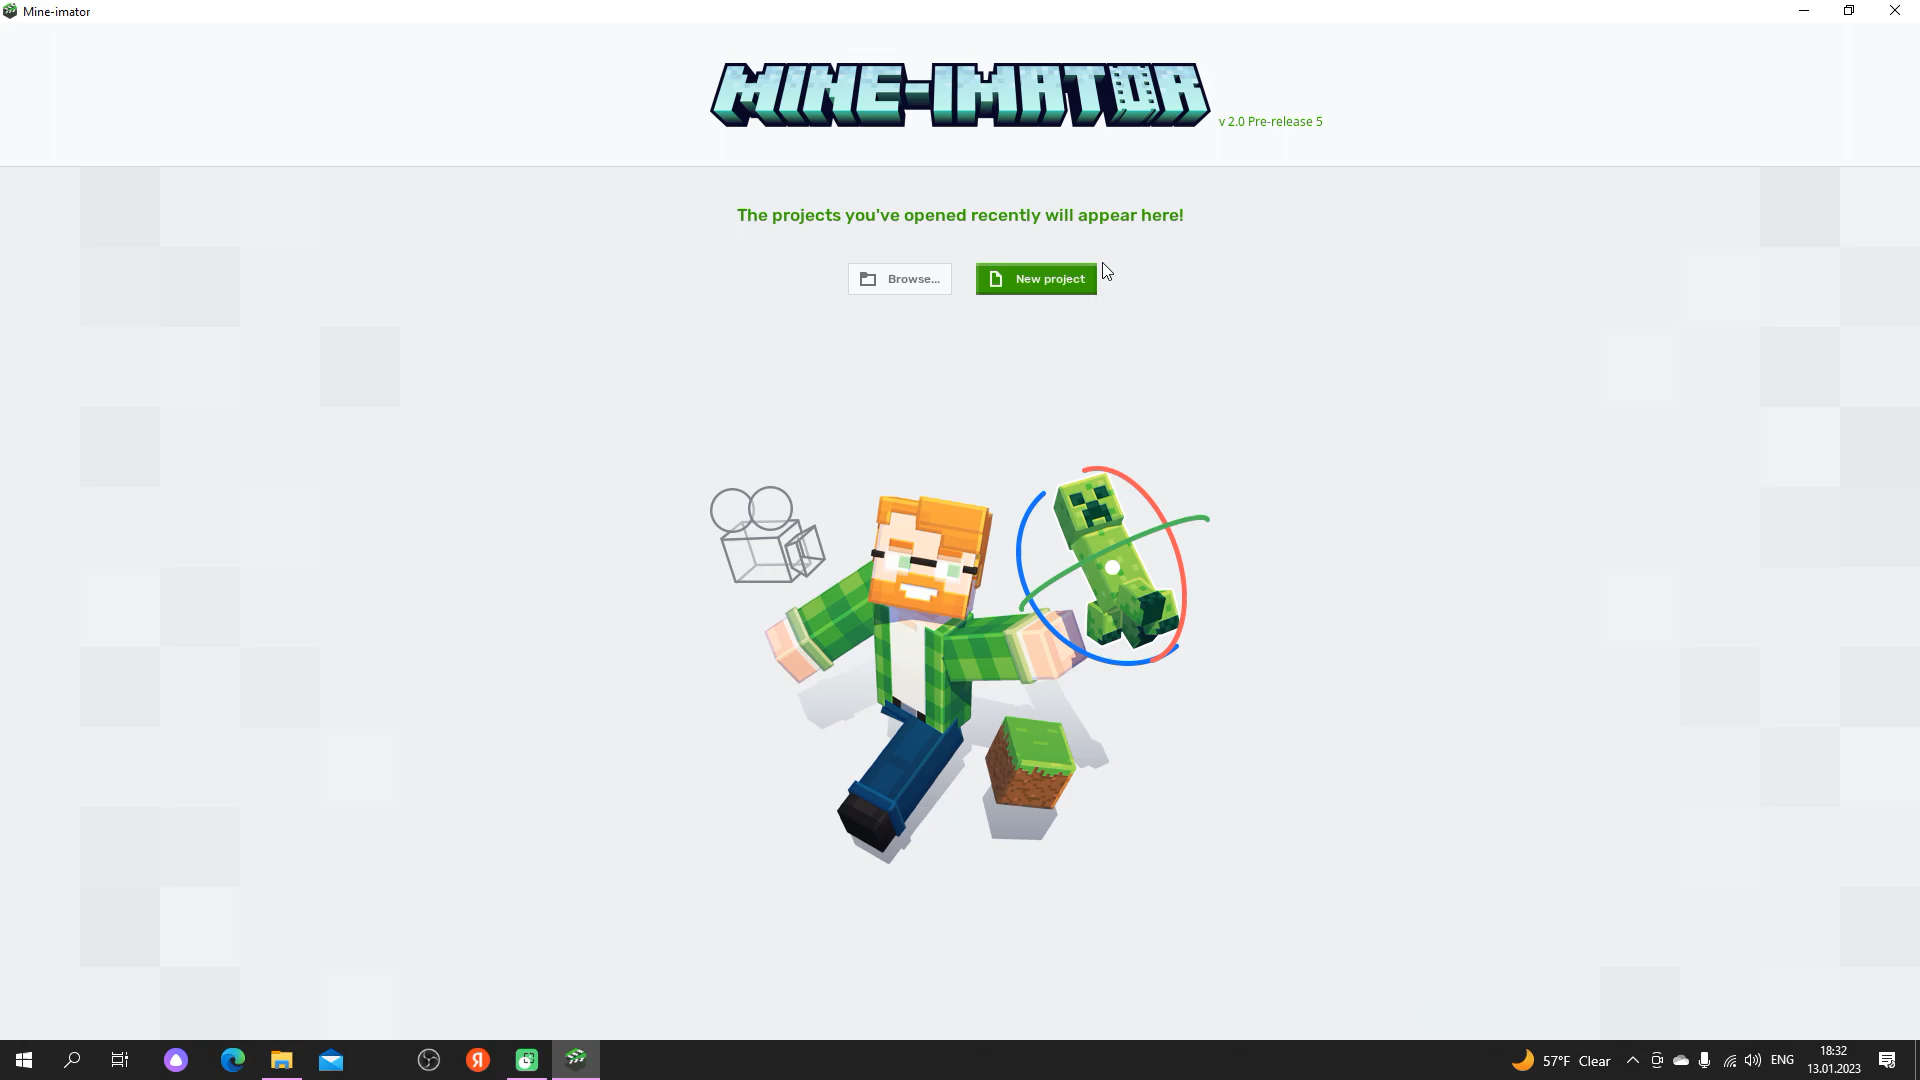 Mine-imator
MINE-IMATOR
v 2.0 Pre-release 5
The projects you've opened recently will appear here!
Browse...
New project
Я
57°F Clear
ENG
18:32
13.01.2023